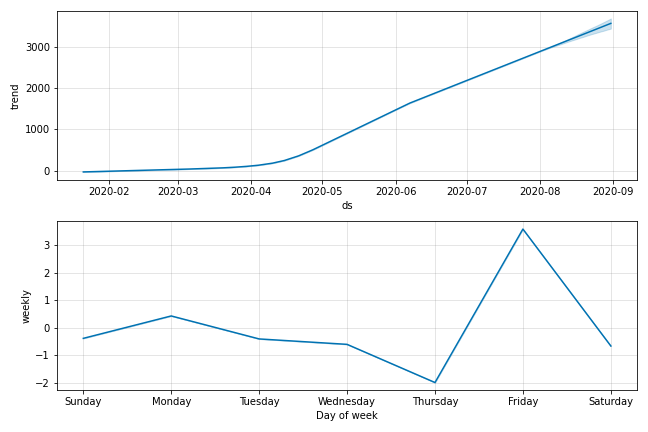 3000
2000
1000
0
trend
2020-02 2020-03 2020-04 2020-05 2020-06 2020-07 2020-08 2020-09
ds
3
2
1
0
−1
−2
weekly
Sunday Monday Tuesday Wednesday Thursday Friday Saturday
Day of week